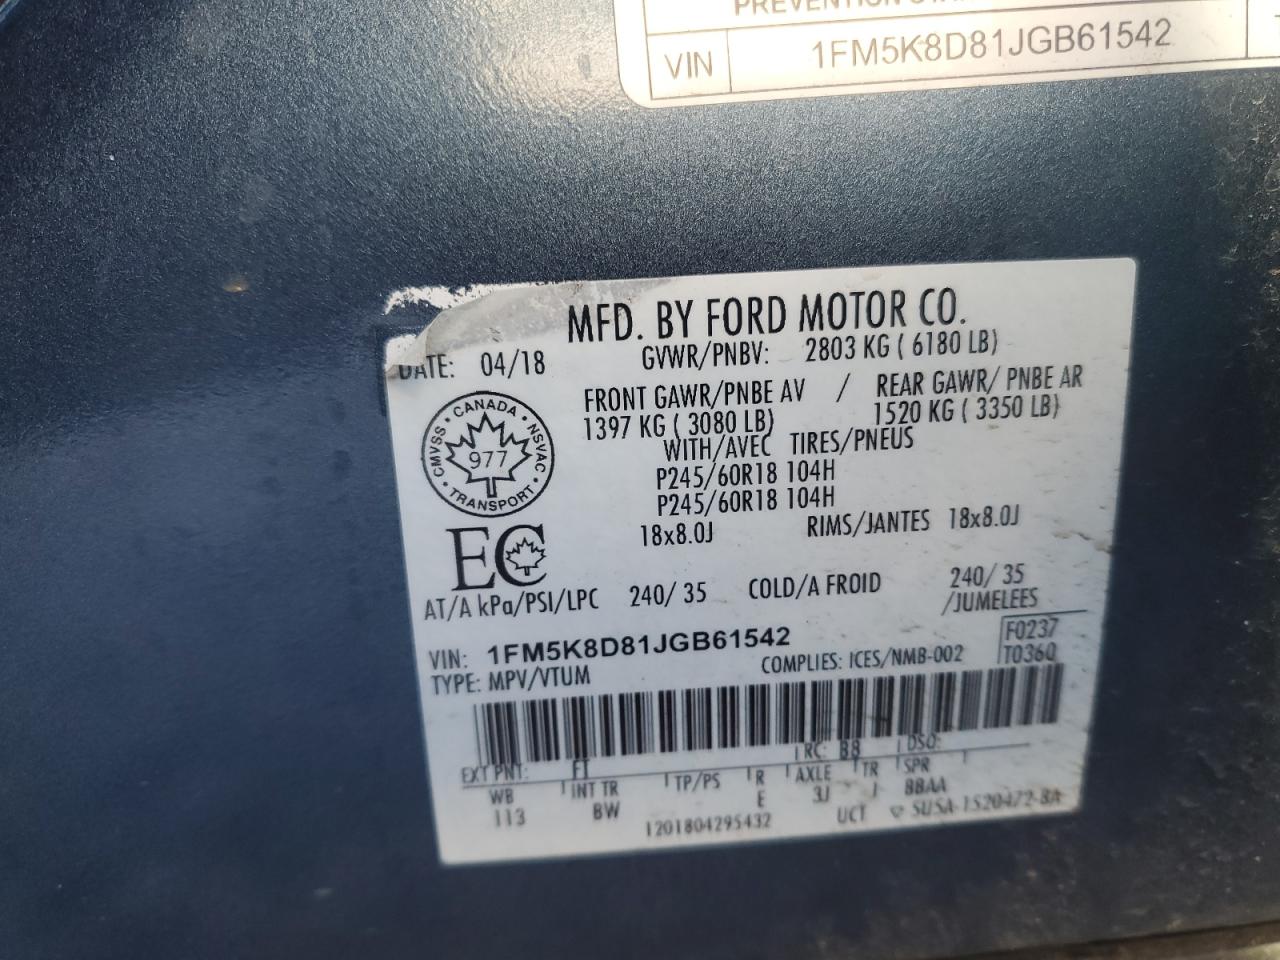 VIN 1FM5K8D81JGB61542
MFD. BY FORD MOTOR CO.
DATE: 04/18 GVWR/PNBV: 2803 KG ( 6180 LB)
FRONT GAWR/PNBE AV / REAR GAWR/ PNBE AR
1397 KG ( 3080 LB) 1520 KG ( 3350 LB)
WITH/AVEC TIRES/PNEUS
P245/60R18 104H
P245/60R18 104H
18x8.0J RIMS/JANTES 18x8.0J
CANADA
CMVSS 977 NSVAC
TRANSPORT
EC
AT/A kPa/PSI/LPC 240/ 35 COLD/A FROID 240/ 35
/JUMELEES
VIN: 1FM5K8D81JGB61542 F0237
TYPE: MPV/VTUM COMPLIES: ICES/NMB-002 T0360
EXT PNT: FT RC: B8 DSO:
WB INT TR TP/PS R AXLE TR SPR
113 BW E 3J J BBAA
1201804295432 UCT SUSA-1520472-BA